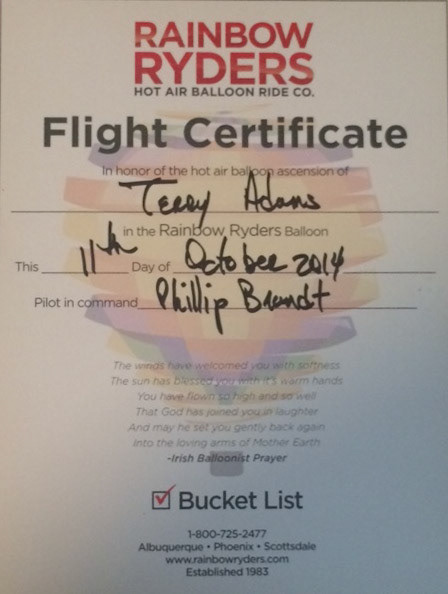 RAINBOW
RYDERS
HOT AIR BALLOON RIDE CO.
Flight Certificate
In honor of the hot air balloon ascension of
Terry Adams
in the Rainbow Ryders Balloon
This 11th Day of October 2014
Pilot in command Phillip Brandt
The winds have welcomed you with softness
The sun has blessed you with it's warm hands
You have flown so high and so well
That God has joined you in laughter
And may he set you gently back again
Into the loving arms of Mother Earth
-Irish Balloonist Prayer
Bucket List
1-800-725-2477
Albuquerque • Phoenix • Scottsdale
www.rainbowryders.com
Established 1983